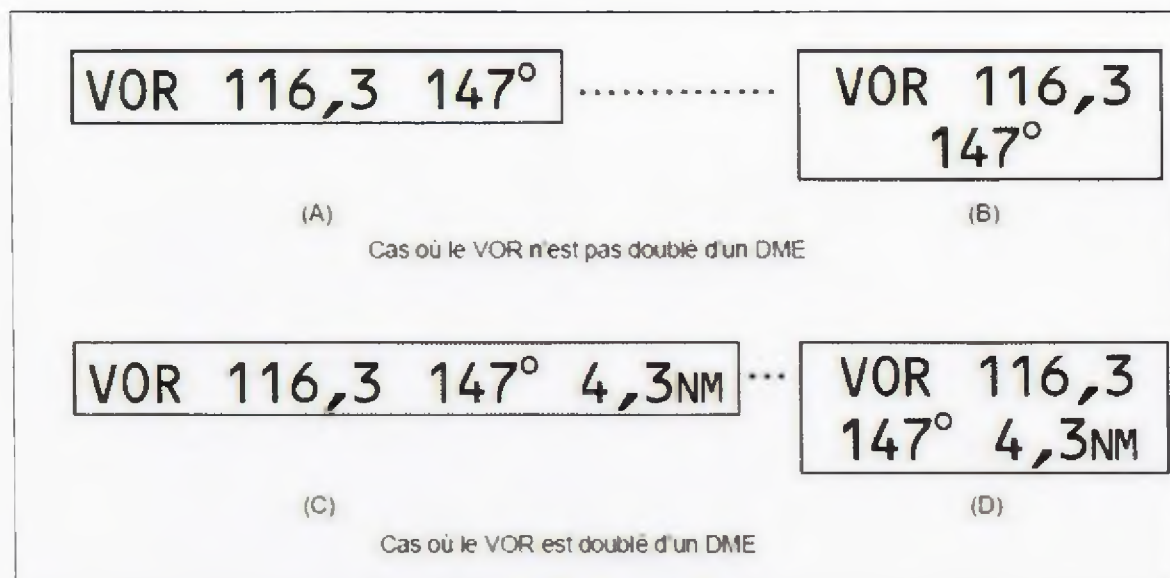 VOR 116,3 147°
VOR 116,3
147°
(A)
(B)
Cas où le VOR n'est pas doublé d'un DME
VOR 116,3 147° 4,3NM
VOR 116,3
147° 4,3NM
(C)
(D)
Cas où le VOR est doublé d'un DME